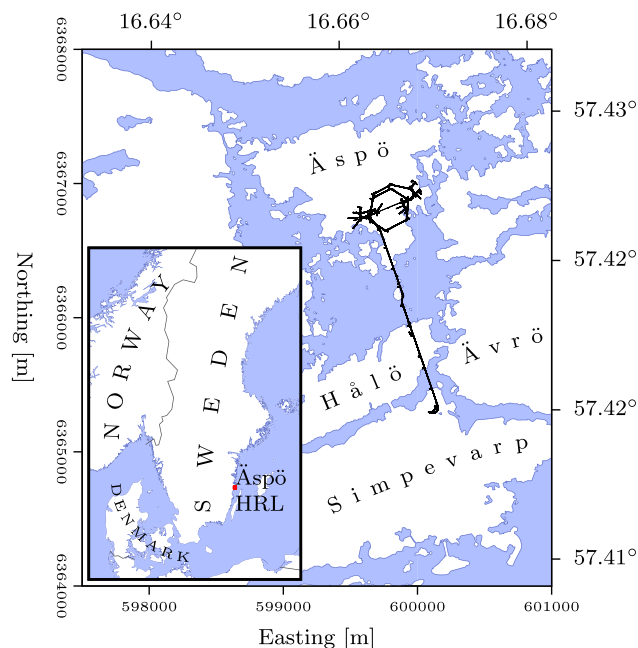 16.64° 16.66° 16.68°
6368000
6367000
6366000
6365000
6364000
Northing [m]
57.43°
57.42°
57.42°
57.41°
Äspö
Ävrö
Hålö
Simpevarp
NORWAY
SWEDEN
DENMARK
Äspö
HRL
598000 599000 600000 601000
Easting [m]